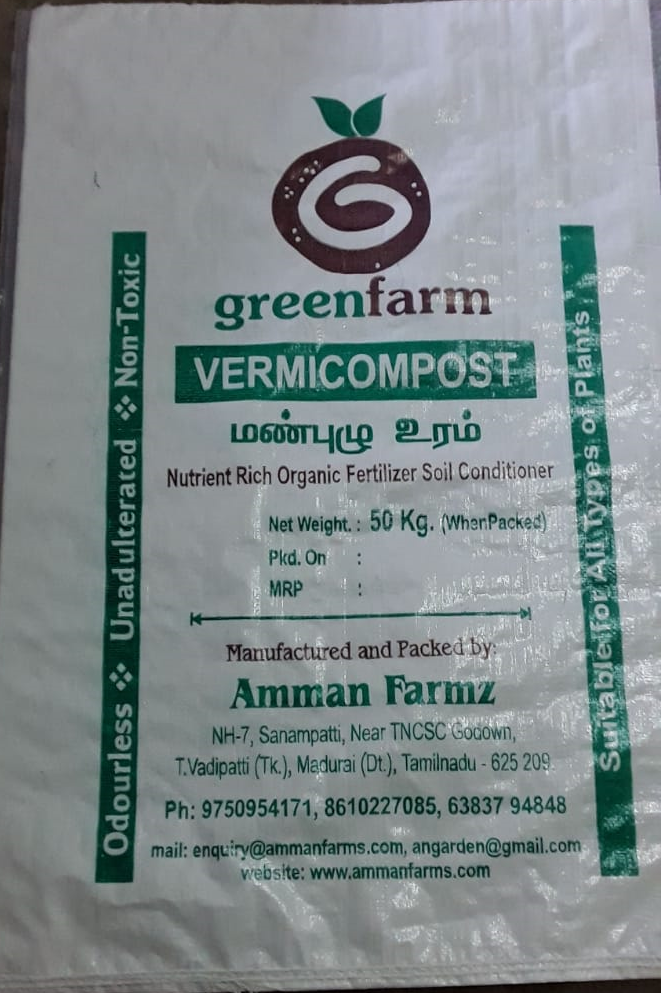 greenfarm
VERMICOMPOST
மண்புழு உரம்
Nutrient Rich Organic Fertilizer Soil Conditioner
Net Weight. : 50 Kg. (When Packed)
Pkd. On :
MRP :
Manufactured and Packed by:
Amman Farmz
NH-7, Sanampatti, Near TNCSC Godown,
T.Vadipatti (Tk.), Madurai (Dt.), Tamilnadu - 625 209
Ph: 9750954171, 8610227085, 63837 94848
mail: enquiry@ammanfarms.com, angarden@gmail.com
website: www.ammanfarms.com
Odourless ❖ Unadulterated ❖ Non-Toxic
Suitable for All Types of Plants